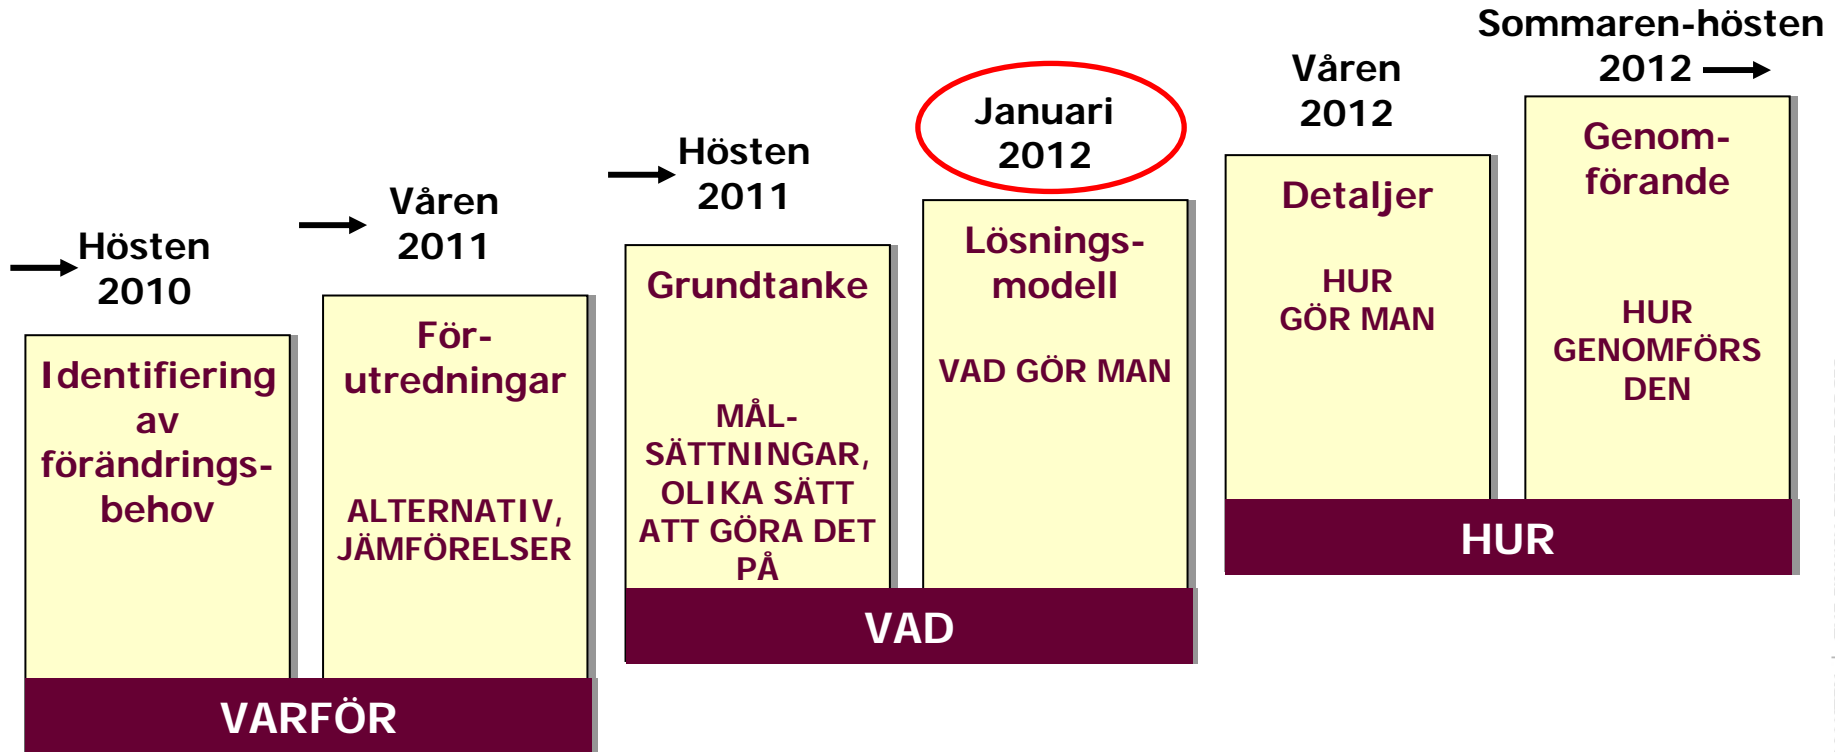 Hösten
2010
Identifiering
av
förändrings-
behov
Våren
2011
För-
utredningar
ALTERNATIV,
JÄMFÖRELSER
VARFÖR
Hösten
2011
Grundtanke
MÅL-
SÄTTNINGAR,
OLIKA SÄTT
ATT GÖRA DET
PÅ
Januari
2012
Lösnings-
modell
VAD GÖR MAN
VAD
Våren
2012
Detaljer
HUR
GÖR MAN
Sommaren-hösten
2012
Genom-
förande
HUR
GENOMFÖRS
DEN
HUR